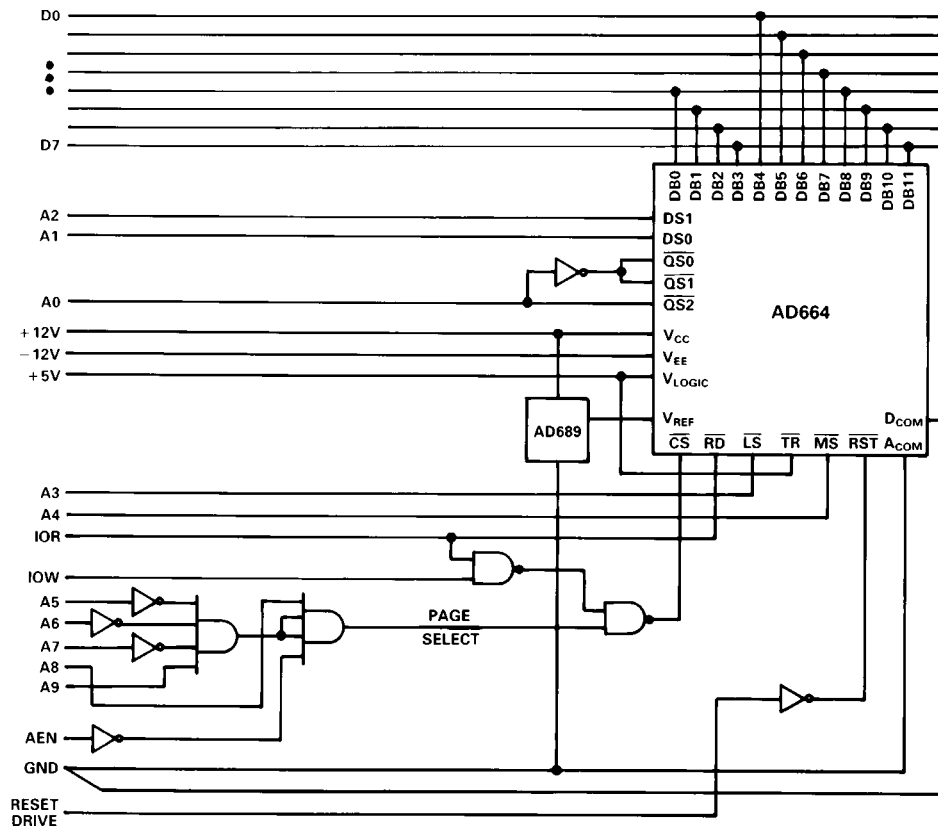 D0
D7
DB0 DB1 DB2 DB3 DB4 DB5 DB6 DB7 DB8 DB9 DB10 DB11
A2 DS1
A1 DS0
QS0
QS1
A0 QS2
AD664
+12V VCC
−12V VEE
+5V VLOGIC
AD689 VREF DCOM
CS RD LS TR MS RST ACOM
A3
A4
IOR
IOW
A5
A6
A7
A8
A9
PAGE
SELECT
AEN
GND
RESET
DRIVE